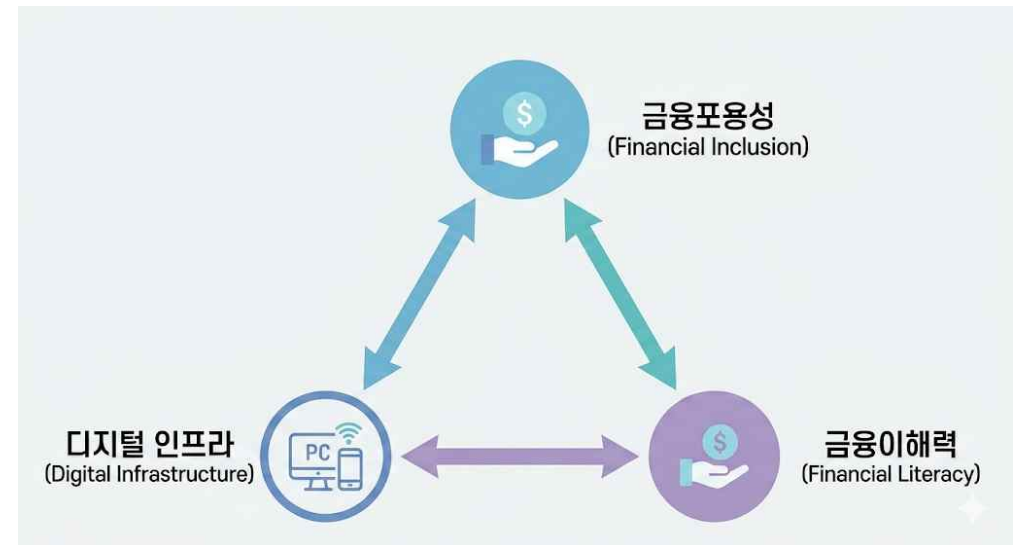 $
금융포용성
(Financial Inclusion)
디지털 인프라
(Digital Infrastructure)
PC
$
금융이해력
(Financial Literacy)